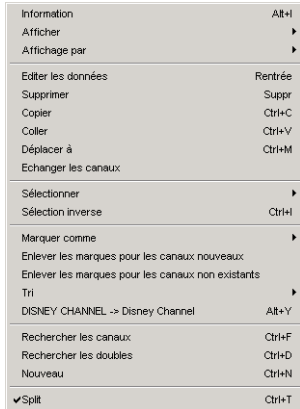 Information Alt+I
Afficher
Affichage par
Editer les données Rentrée
Supprimer Suppr
Copier Ctrl+C
Coller Ctrl+V
Déplacer à Ctrl+M
Echanger les canaux
Sélectionner
Sélection inverse Ctrl+I
Marquer comme
Enlever les marques pour les canaux nouveaux
Enlever les marques pour les canaux non existants
Tri
DISNEY CHANNEL -> Disney Channel Alt+Y
Rechercher les canaux Ctrl+F
Rechercher les doubles Ctrl+D
Nouveau Ctrl+N
Split Ctrl+T